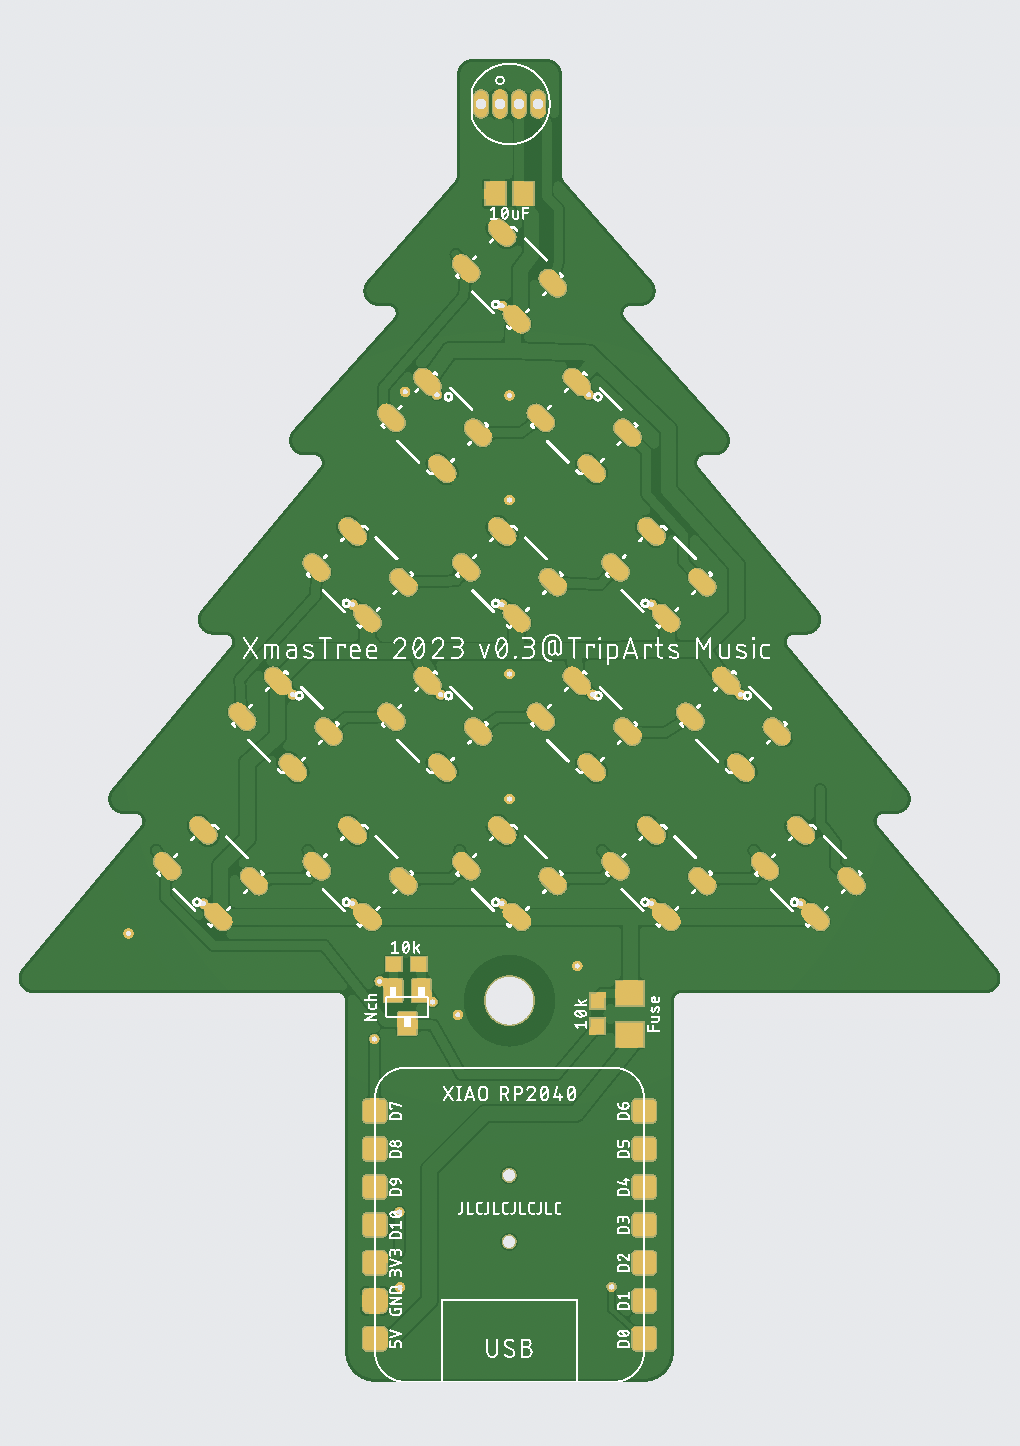 10uF
XmasTree 2023 v0.3@TripArts Music
10k
Nch
10k
Fuse
XIAO RP2040
D7
D6
D8
D5
D9
D4
JLCJLCJLCJLC
D10
D3
3V3
D2
GND
D1
5V
D0
USB